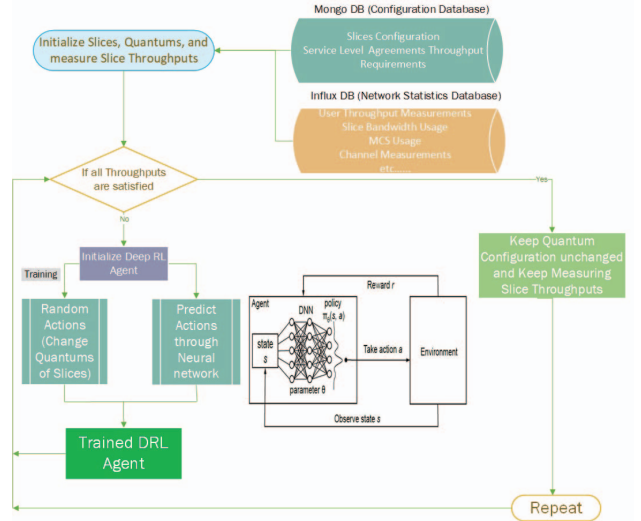 Mongo DB (Configuration Database)
Initialize Slices, Quantums, and
measure Slice Throughputs
Slices Configuration
Service Level Agreements Throughput
Requirements
Influx DB (Network Statistics Database)
User Throughput Measurements
Slice Bandwidth Usage
MCS Usage
Channel Measurements
etc......
If all Throughputs
are satisfied
Yes
No
Initialize Deep RL
Agent
Training
Random
Actions
(Change
Quantums
of Slices)
Predict
Actions
through
Neural
network
Trained DRL
Agent
Reward r
Agent
DNN
policy
πθ(s, a)
state
s
Take action a
Environment
parameter θ
Observe state s
Keep Quantum
Configuration unchanged
and Keep Measuring
Slice Throughputs
Repeat